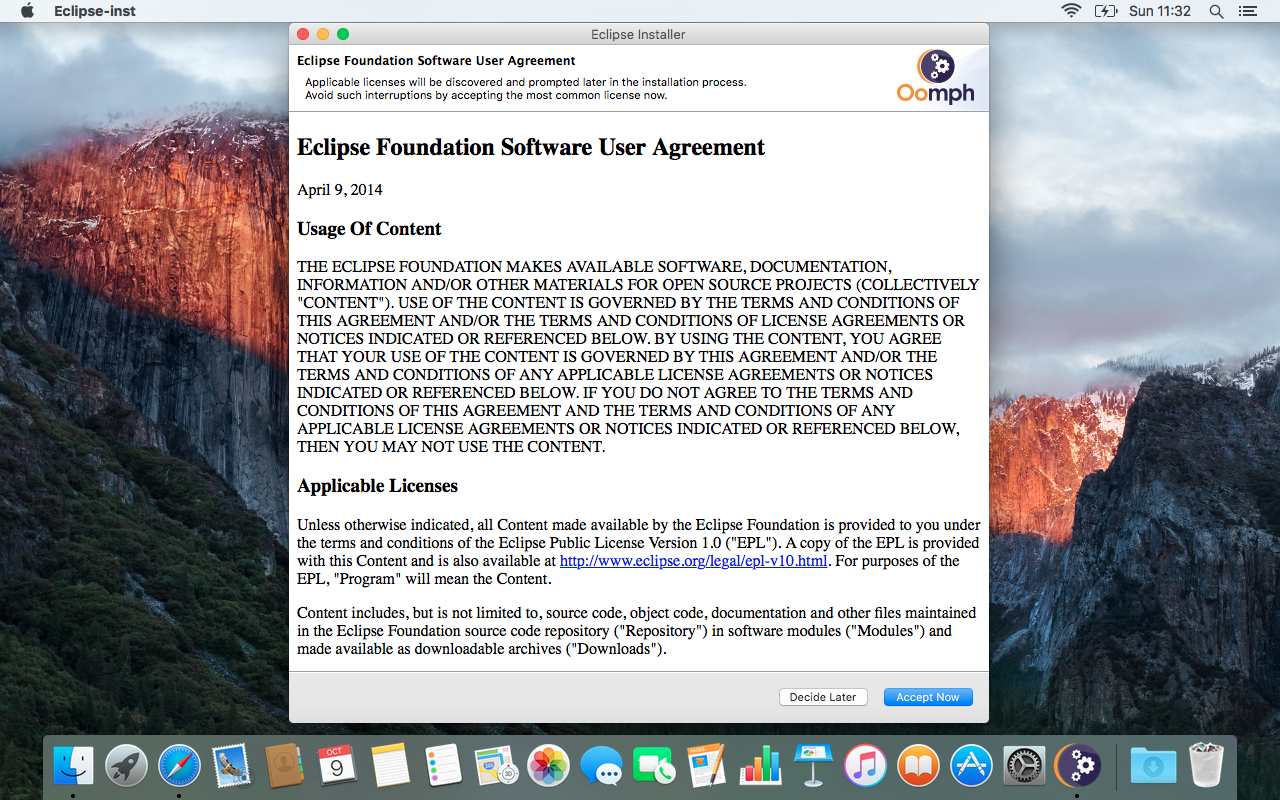 Eclipse-inst
Sun 11:32
Eclipse Installer
Eclipse Foundation Software User Agreement
Applicable licenses will be discovered and prompted later in the installation process.
Avoid such interruptions by accepting the most common license now.
Oomph
Eclipse Foundation Software User Agreement
April 9, 2014
Usage Of Content
THE ECLIPSE FOUNDATION MAKES AVAILABLE SOFTWARE, DOCUMENTATION,
INFORMATION AND/OR OTHER MATERIALS FOR OPEN SOURCE PROJECTS (COLLECTIVELY
"CONTENT"). USE OF THE CONTENT IS GOVERNED BY THE TERMS AND CONDITIONS OF
THIS AGREEMENT AND/OR THE TERMS AND CONDITIONS OF LICENSE AGREEMENTS OR
NOTICES INDICATED OR REFERENCED BELOW. BY USING THE CONTENT, YOU AGREE
THAT YOUR USE OF THE CONTENT IS GOVERNED BY THIS AGREEMENT AND/OR THE
TERMS AND CONDITIONS OF ANY APPLICABLE LICENSE AGREEMENTS OR NOTICES
INDICATED OR REFERENCED BELOW. IF YOU DO NOT AGREE TO THE TERMS AND
CONDITIONS OF THIS AGREEMENT AND THE TERMS AND CONDITIONS OF ANY
APPLICABLE LICENSE AGREEMENTS OR NOTICES INDICATED OR REFERENCED BELOW,
THEN YOU MAY NOT USE THE CONTENT.
Applicable Licenses
Unless otherwise indicated, all Content made available by the Eclipse Foundation is provided to you under
the terms and conditions of the Eclipse Public License Version 1.0 ("EPL"). A copy of the EPL is provided
with this Content and is also available at http://www.eclipse.org/legal/epl-v10.html. For purposes of the
EPL, "Program" will mean the Content.
Content includes, but is not limited to, source code, object code, documentation and other files maintained
in the Eclipse Foundation source code repository ("Repository") in software modules ("Modules") and
made available as downloadable archives ("Downloads").
Decide Later
Accept Now
OCT
9
3D
PAGES